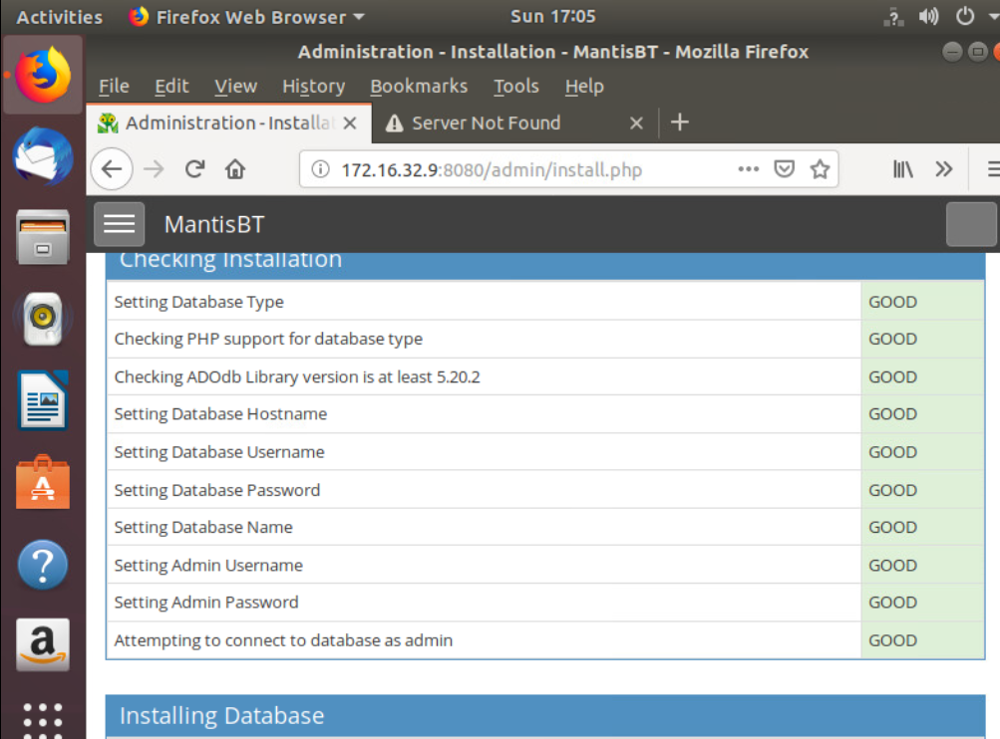 Activities Firefox Web Browser Sun 17:05
Administration - Installation - MantisBT - Mozilla Firefox
File Edit View History Bookmarks Tools Help
Administration - Installat Server Not Found
172.16.32.9:8080/admin/install.php
MantisBT
Checking Installation
Setting Database Type GOOD
Checking PHP support for database type GOOD
Checking ADOdb Library version is at least 5.20.2 GOOD
Setting Database Hostname GOOD
Setting Database Username GOOD
Setting Database Password GOOD
Setting Database Name GOOD
Setting Admin Username GOOD
Setting Admin Password GOOD
Attempting to connect to database as admin GOOD
Installing Database